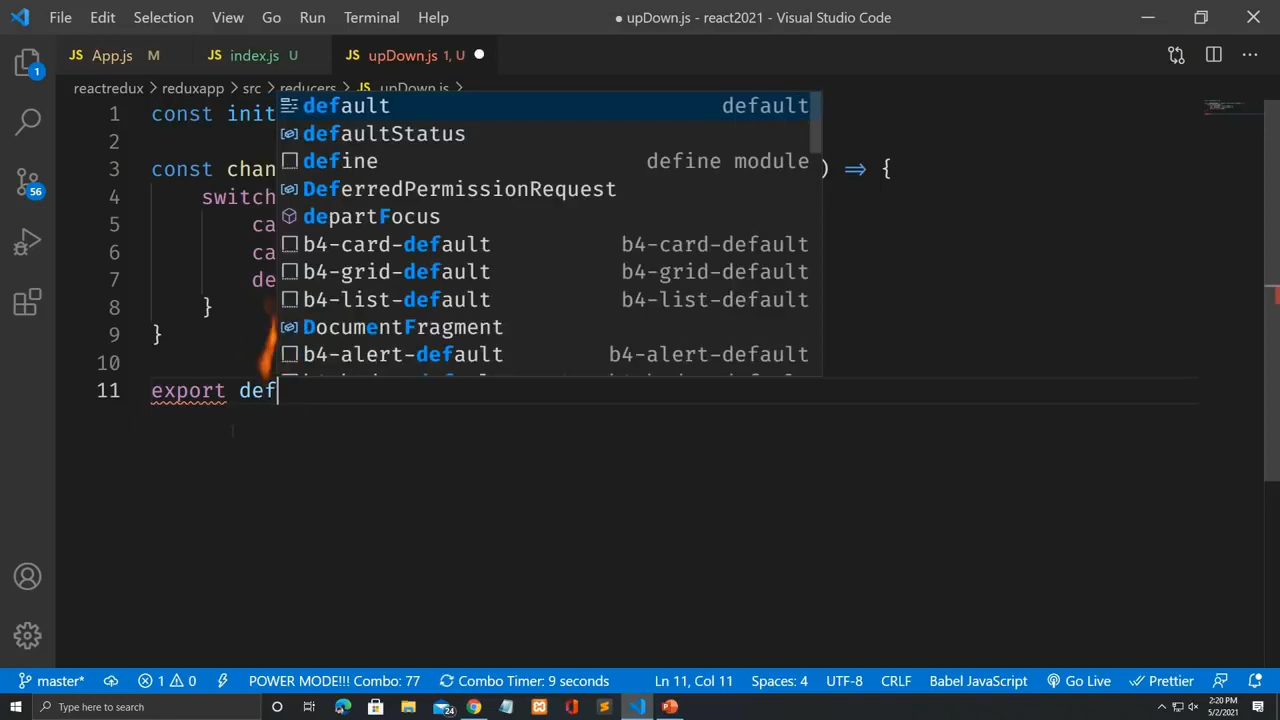 File Edit Selection View Go Run Terminal Help ● upDown.js - react2021 - Visual Studio Code
JS App.js M JS index.js U JS upDown.js 1, U
1
reactredux > reduxapp > src > reducers > JS upDown.js >
1 const init
default default
2
defaultStatus
define define module
3 const chan ) => {
DeferredPermissionRequest
4 switch
56
departFocus
5 ca
b4-card-default b4-card-default
6 ca
b4-grid-default b4-grid-default
7 de
b4-list-default b4-list-default
8 }
DocumentFragment
9 }
b4-alert-default b4-alert-default
10
11 export def
master* 1 0 POWER MODE!!! Combo: 77 Combo Timer: 9 seconds Ln 11, Col 11 Spaces: 4 UTF-8 CRLF Babel JavaScript Go Live Prettier
Type here to search 24 2:20 PM
5/2/2021